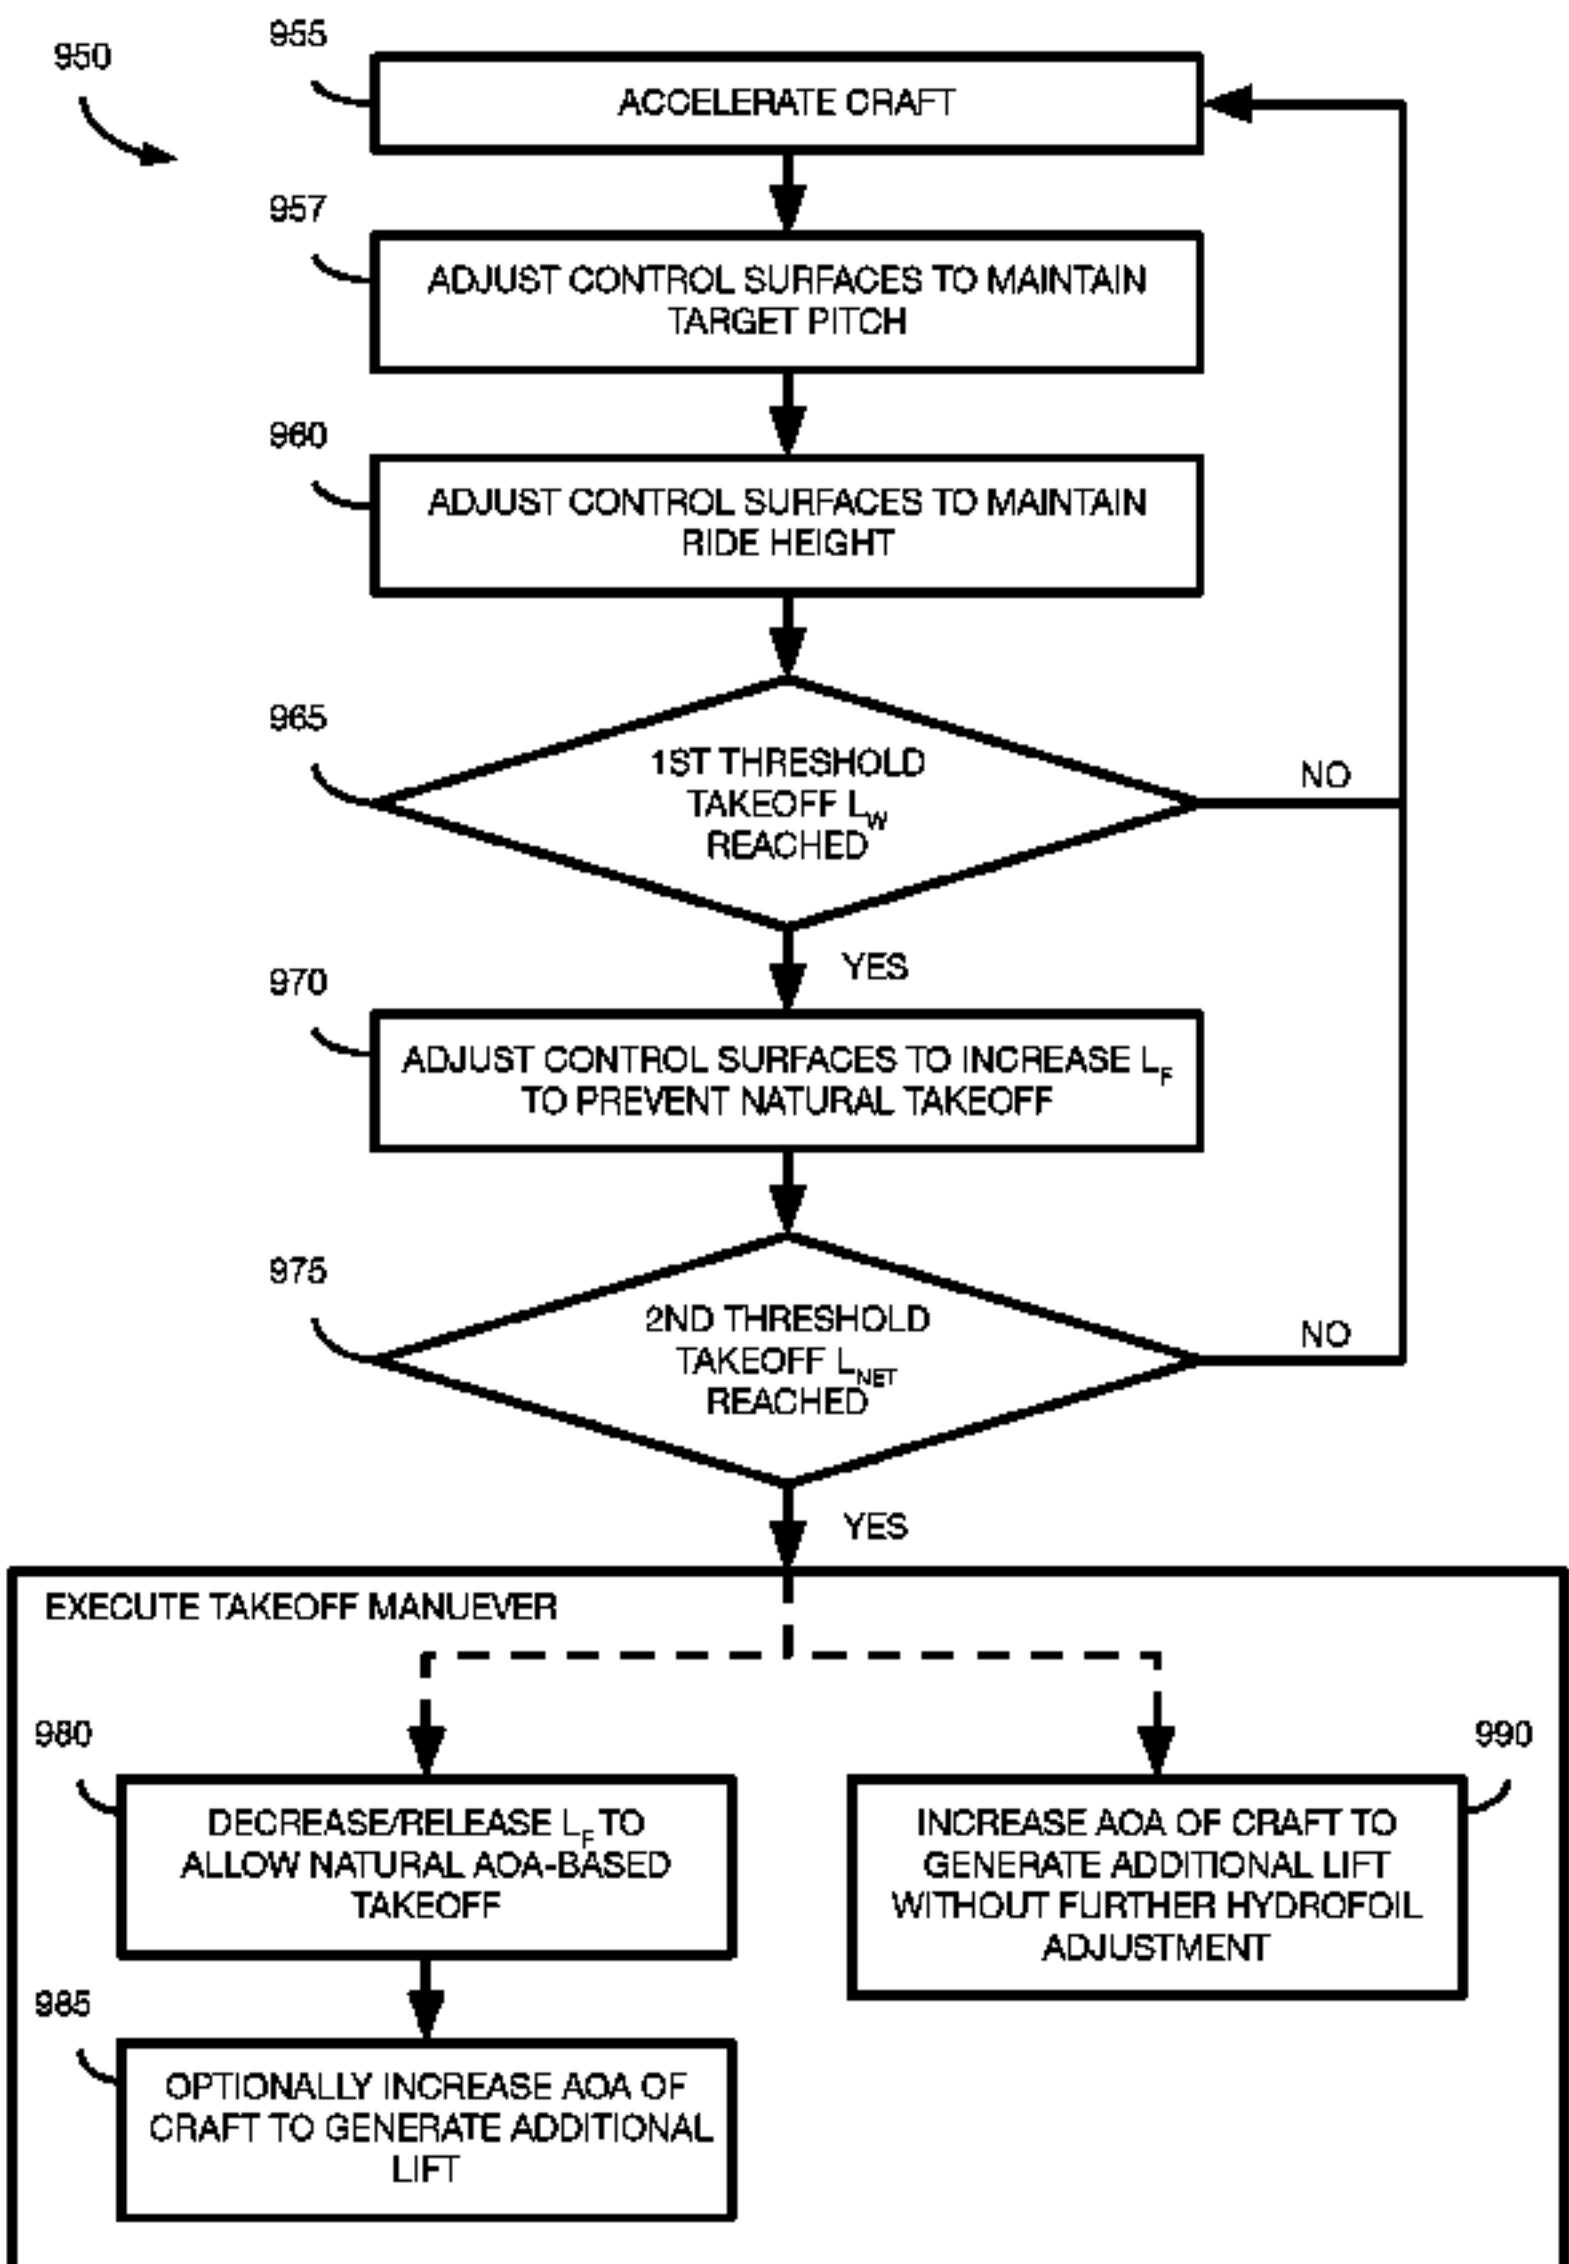 950
955
ACCELERATE CRAFT
957
ADJUST CONTROL SURFACES TO MAINTAIN
TARGET PITCH
960
ADJUST CONTROL SURFACES TO MAINTAIN
RIDE HEIGHT
965
1ST THRESHOLD
TAKEOFF L_W
REACHED
NO
YES
970
ADJUST CONTROL SURFACES TO INCREASE L_F
TO PREVENT NATURAL TAKEOFF
975
2ND THRESHOLD
TAKEOFF L_NET
REACHED
NO
YES
EXECUTE TAKEOFF MANUEVER
980
DECREASE/RELEASE L_F TO
ALLOW NATURAL AOA-BASED
TAKEOFF
990
INCREASE AOA OF CRAFT TO
GENERATE ADDITIONAL LIFT
WITHOUT FURTHER HYDROFOIL
ADJUSTMENT
985
OPTIONALLY INCREASE AOA OF
CRAFT TO GENERATE ADDITIONAL
LIFT